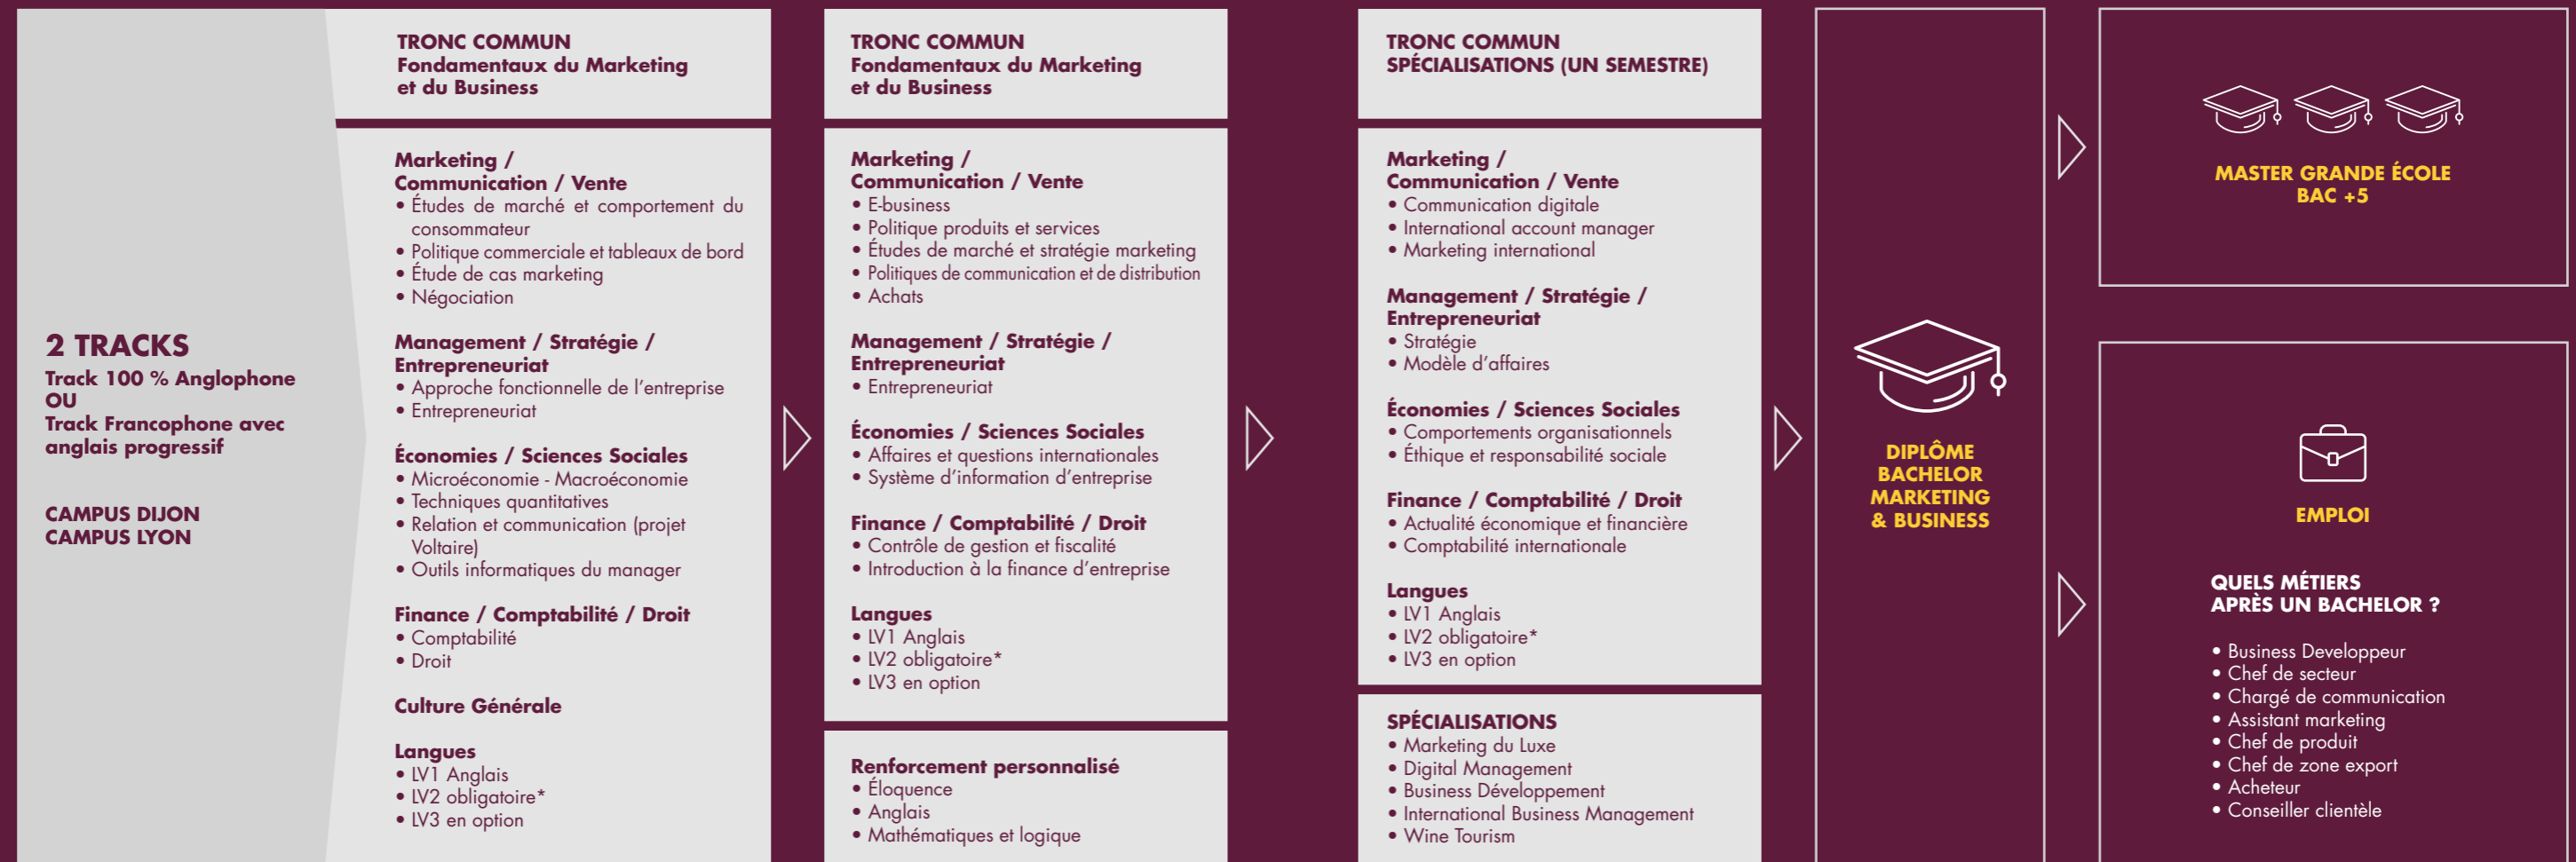 2 TRACKS
Track 100 % Anglophone
OU
Track Francophone avec
anglais progressif
CAMPUS DIJON
CAMPUS LYON
TRONC COMMUN
Fondamentaux du Marketing
et du Business
Marketing /
Communication / Vente
• Études de marché et comportement du
consommateur
• Politique commerciale et tableaux de bord
• Étude de cas marketing
• Négociation
Management / Stratégie /
Entrepreneuriat
• Approche fonctionnelle de l'entreprise
• Entrepreneuriat
Économies / Sciences Sociales
• Microéconomie - Macroéconomie
• Techniques quantitatives
• Relation et communication (projet
Voltaire)
• Outils informatiques du manager
Finance / Comptabilité / Droit
• Comptabilité
• Droit
Culture Générale
Langues
• LV1 Anglais
• LV2 obligatoire*
• LV3 en option
TRONC COMMUN
Fondamentaux du Marketing
et du Business
Marketing /
Communication / Vente
• E-business
• Politique produits et services
• Études de marché et stratégie marketing
• Politiques de communication et de distribution
• Achats
Management / Stratégie /
Entrepreneuriat
• Entrepreneuriat
Économies / Sciences Sociales
• Affaires et questions internationales
• Système d'information d'entreprise
Finance / Comptabilité / Droit
• Contrôle de gestion et fiscalité
• Introduction à la finance d'entreprise
Langues
• LV1 Anglais
• LV2 obligatoire*
• LV3 en option
Renforcement personnalisé
• Éloquence
• Anglais
• Mathématiques et logique
TRONC COMMUN
SPÉCIALISATIONS (UN SEMESTRE)
Marketing /
Communication / Vente
• Communication digitale
• International account manager
• Marketing international
Management / Stratégie /
Entrepreneuriat
• Stratégie
• Modèle d'affaires
Économies / Sciences Sociales
• Comportements organisationnels
• Éthique et responsabilité sociale
Finance / Comptabilité / Droit
• Actualité économique et financière
• Comptabilité internationale
Langues
• LV1 Anglais
• LV2 obligatoire*
• LV3 en option
SPÉCIALISATIONS
• Marketing du Luxe
• Digital Management
• Business Développement
• International Business Management
• Wine Tourism
DIPLÔME
BACHELOR
MARKETING
& BUSINESS
MASTER GRANDE ÉCOLE
BAC +5
EMPLOI
QUELS MÉTIERS
APRÈS UN BACHELOR ?
• Business Developpeur
• Chef de secteur
• Chargé de communication
• Assistant marketing
• Chef de produit
• Chef de zone export
• Acheteur
• Conseiller clientèle